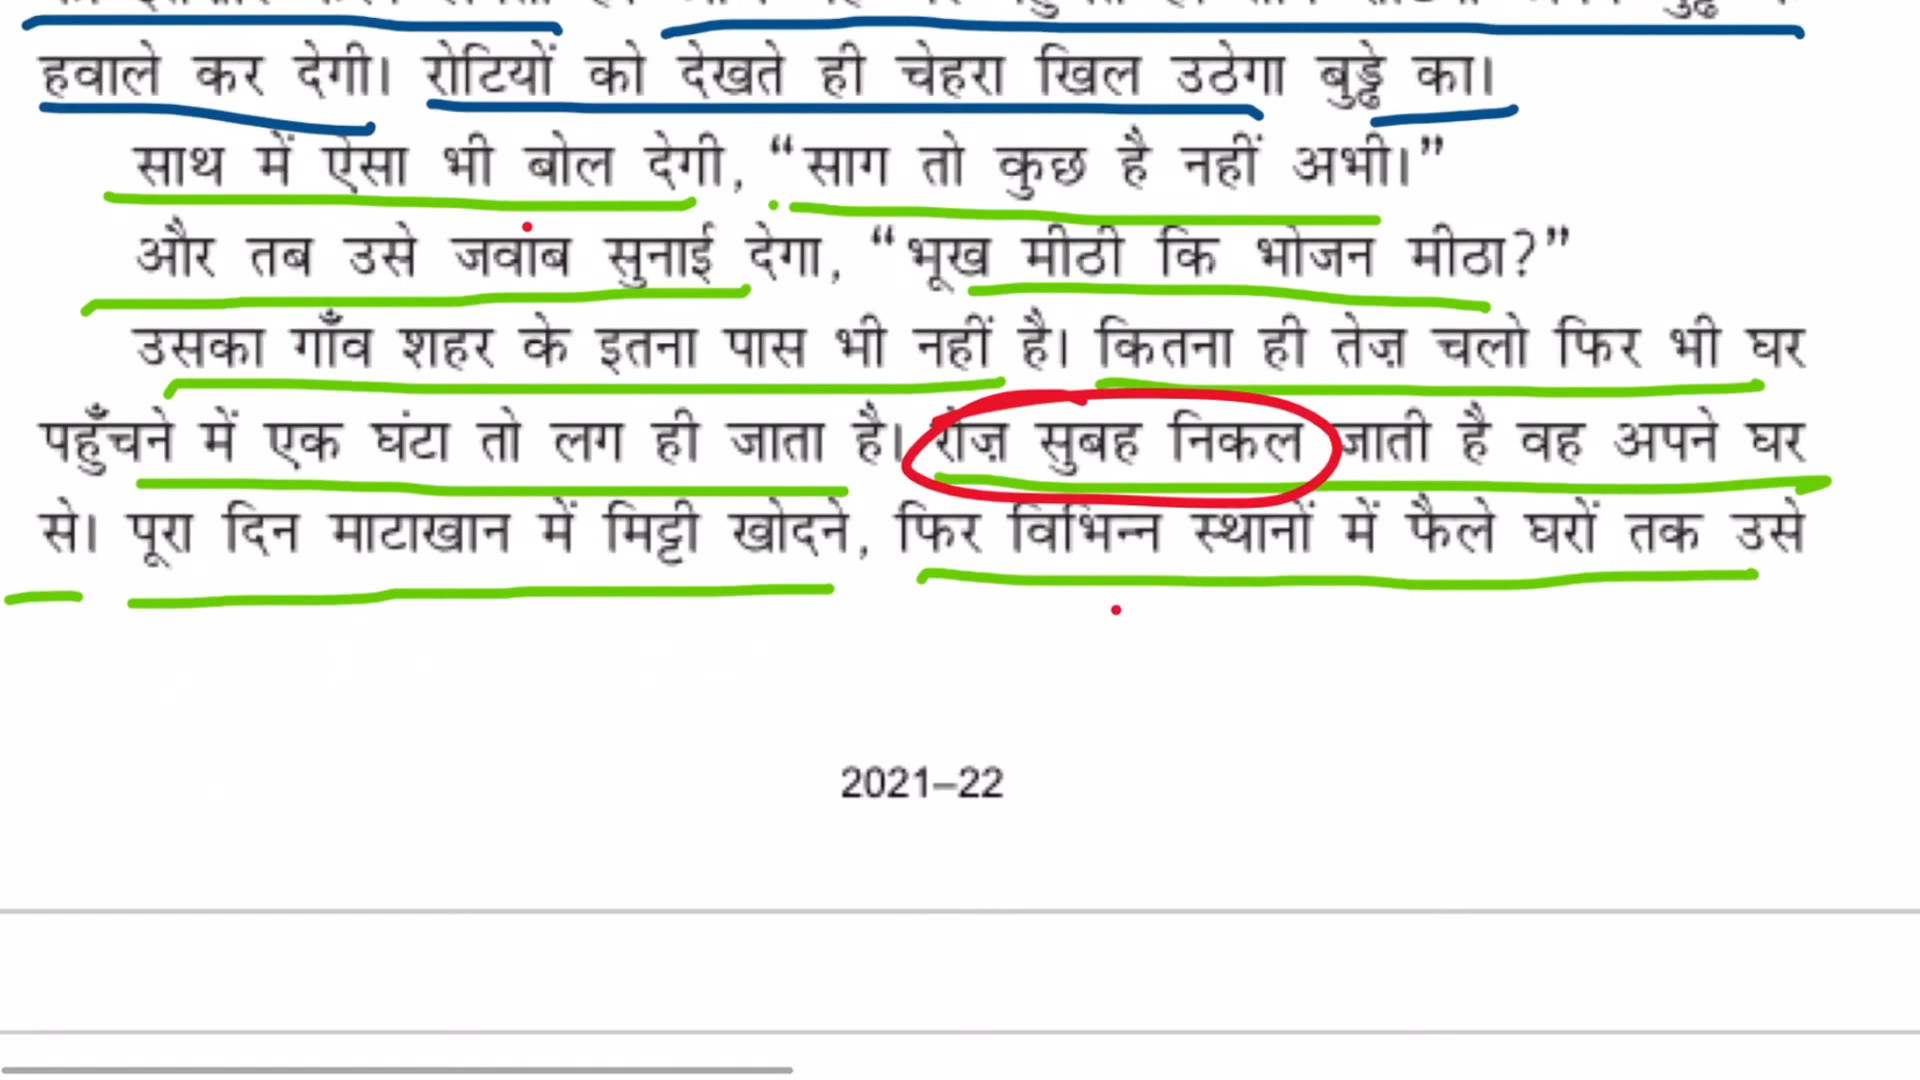 हवाले कर देगी। रोटियों को देखते ही चेहरा खिल उठेगा बुड्ढे का।
साथ में ऐसा भी बोल देगी, “साग तो कुछ है नहीं अभी।”
और तब उसे जवाब सुनाई देगा, “भूख मीठी कि भोजन मीठा?”
उसका गाँव शहर के इतना पास भी नहीं है। कितना ही तेज़ चलो फिर भी घर
पहुँचने में एक घंटा तो लग ही जाता है। रोज़ सुबह निकल जाती है वह अपने घर
से। पूरा दिन माटाखान में मिट्टी खोदने, फिर विभिन्न स्थानों में फैले घरों तक उसे
2021–22